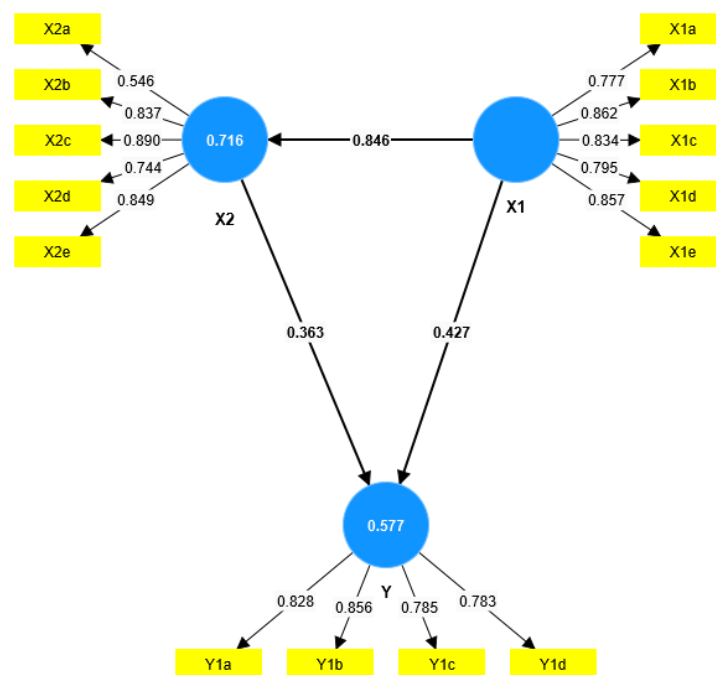 X2a
X1a
0.546
0.777
X2b
X1b
0.837
0.862
X2c
0.890
0.716
0.846
0.834
X1c
0.744
0.795
X2d
X1d
0.849
0.857
X2
X1
X2e
X1e
0.363
0.427
0.577
Y
0.828
0.856
0.785
0.783
Y1a
Y1b
Y1c
Y1d